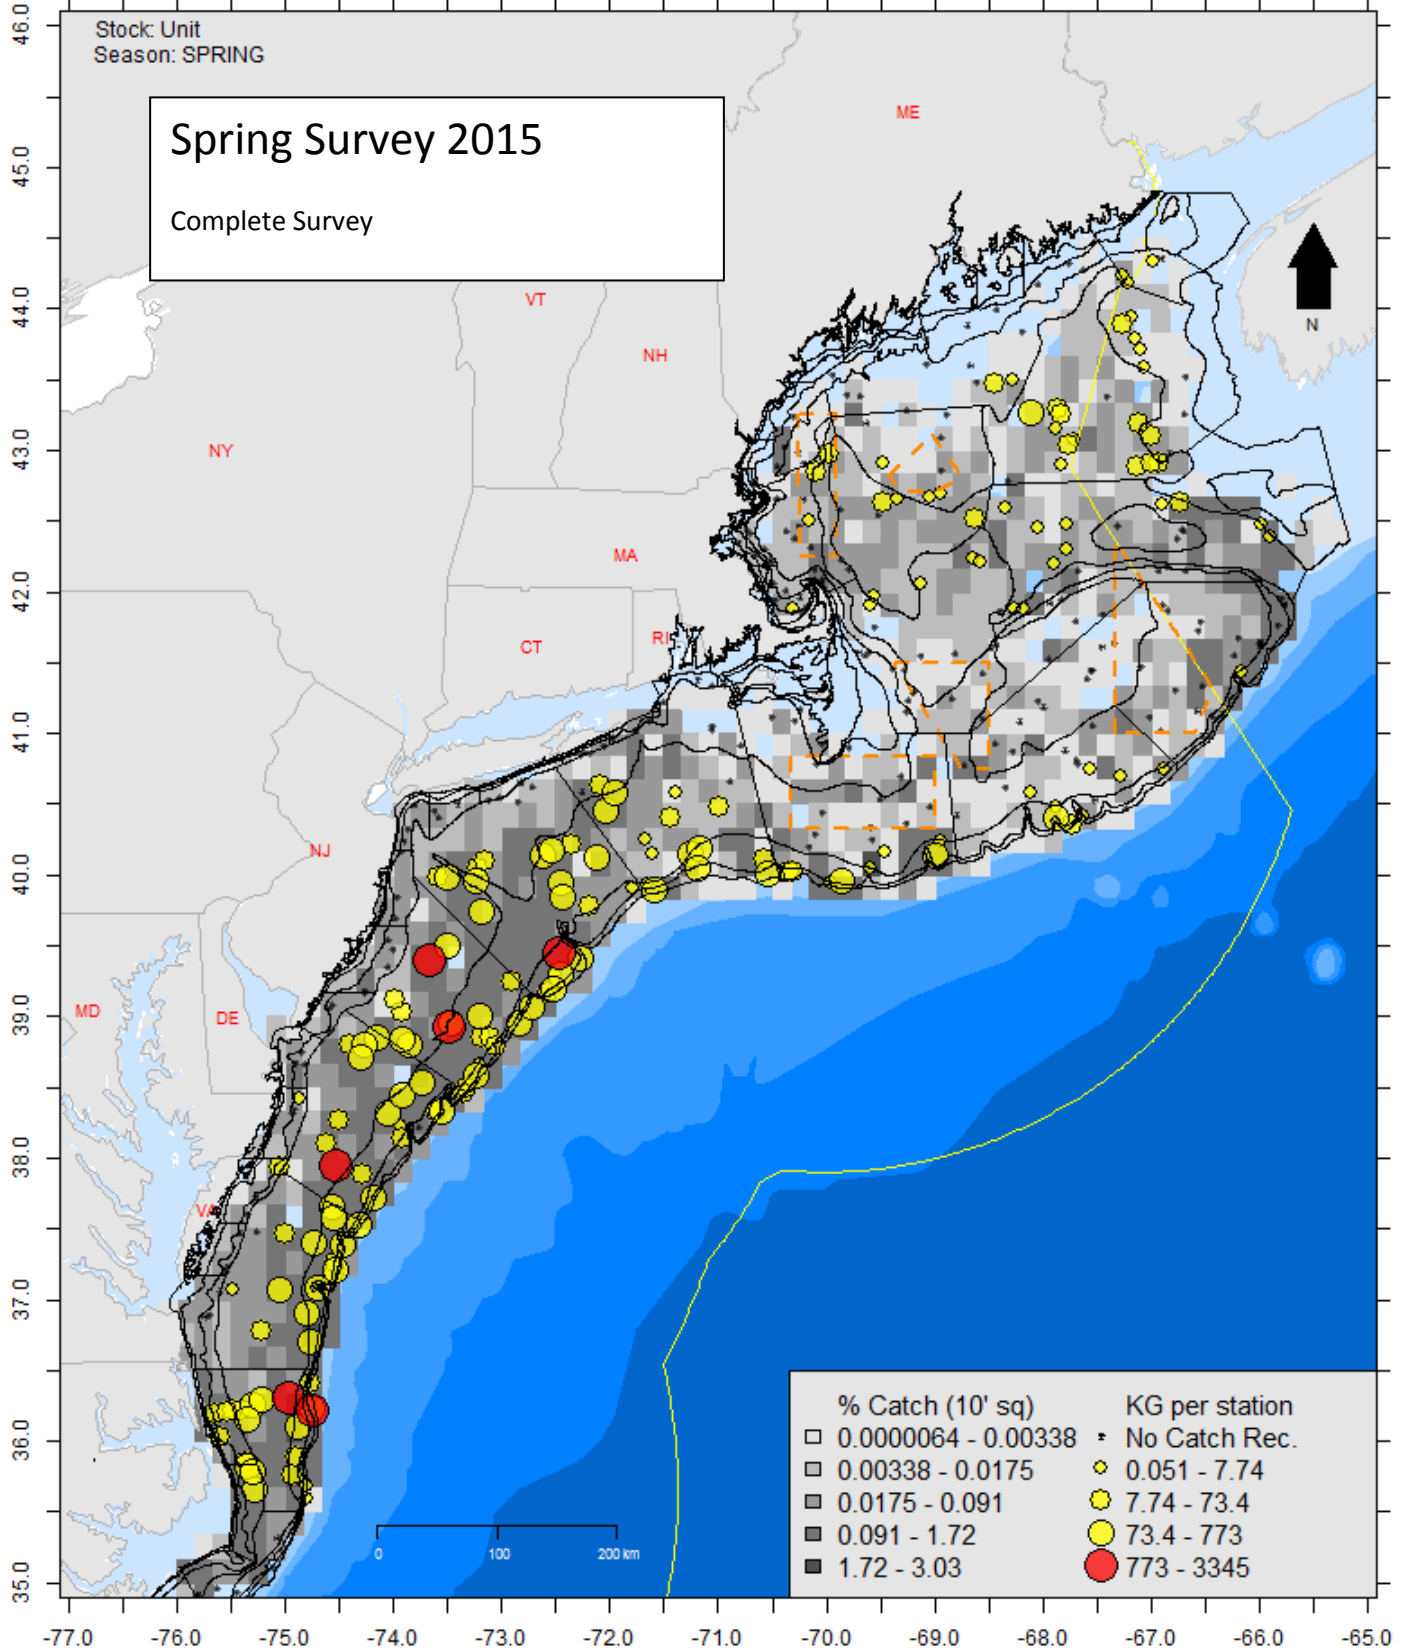 Stock: Unit
Season: SPRING
Spring Survey 2015
Complete Survey
ME
VT
NH
NY
MA
CT
RI
NJ
MD
DE
VA
N
46.0
45.0
44.0
43.0
42.0
41.0
40.0
39.0
38.0
37.0
36.0
35.0
% Catch (10' sq)
0.0000064 - 0.00338
0.00338 - 0.0175
0.0175 - 0.091
0.091 - 1.72
1.72 - 3.03
KG per station
No Catch Rec.
0.051 - 7.74
7.74 - 73.4
73.4 - 773
773 - 3345
0 100 200 km
-77.0 -76.0 -75.0 -74.0 -73.0 -72.0 -71.0 -70.0 -69.0 -68.0 -67.0 -66.0 -65.0